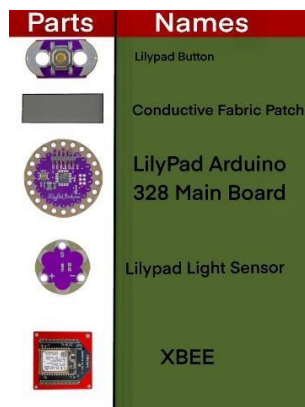 Parts Names
Lilypad Button
Conductive Fabric Patch
LilyPad Arduino
328 Main Board
Lilypad Light Sensor
S
XBEE